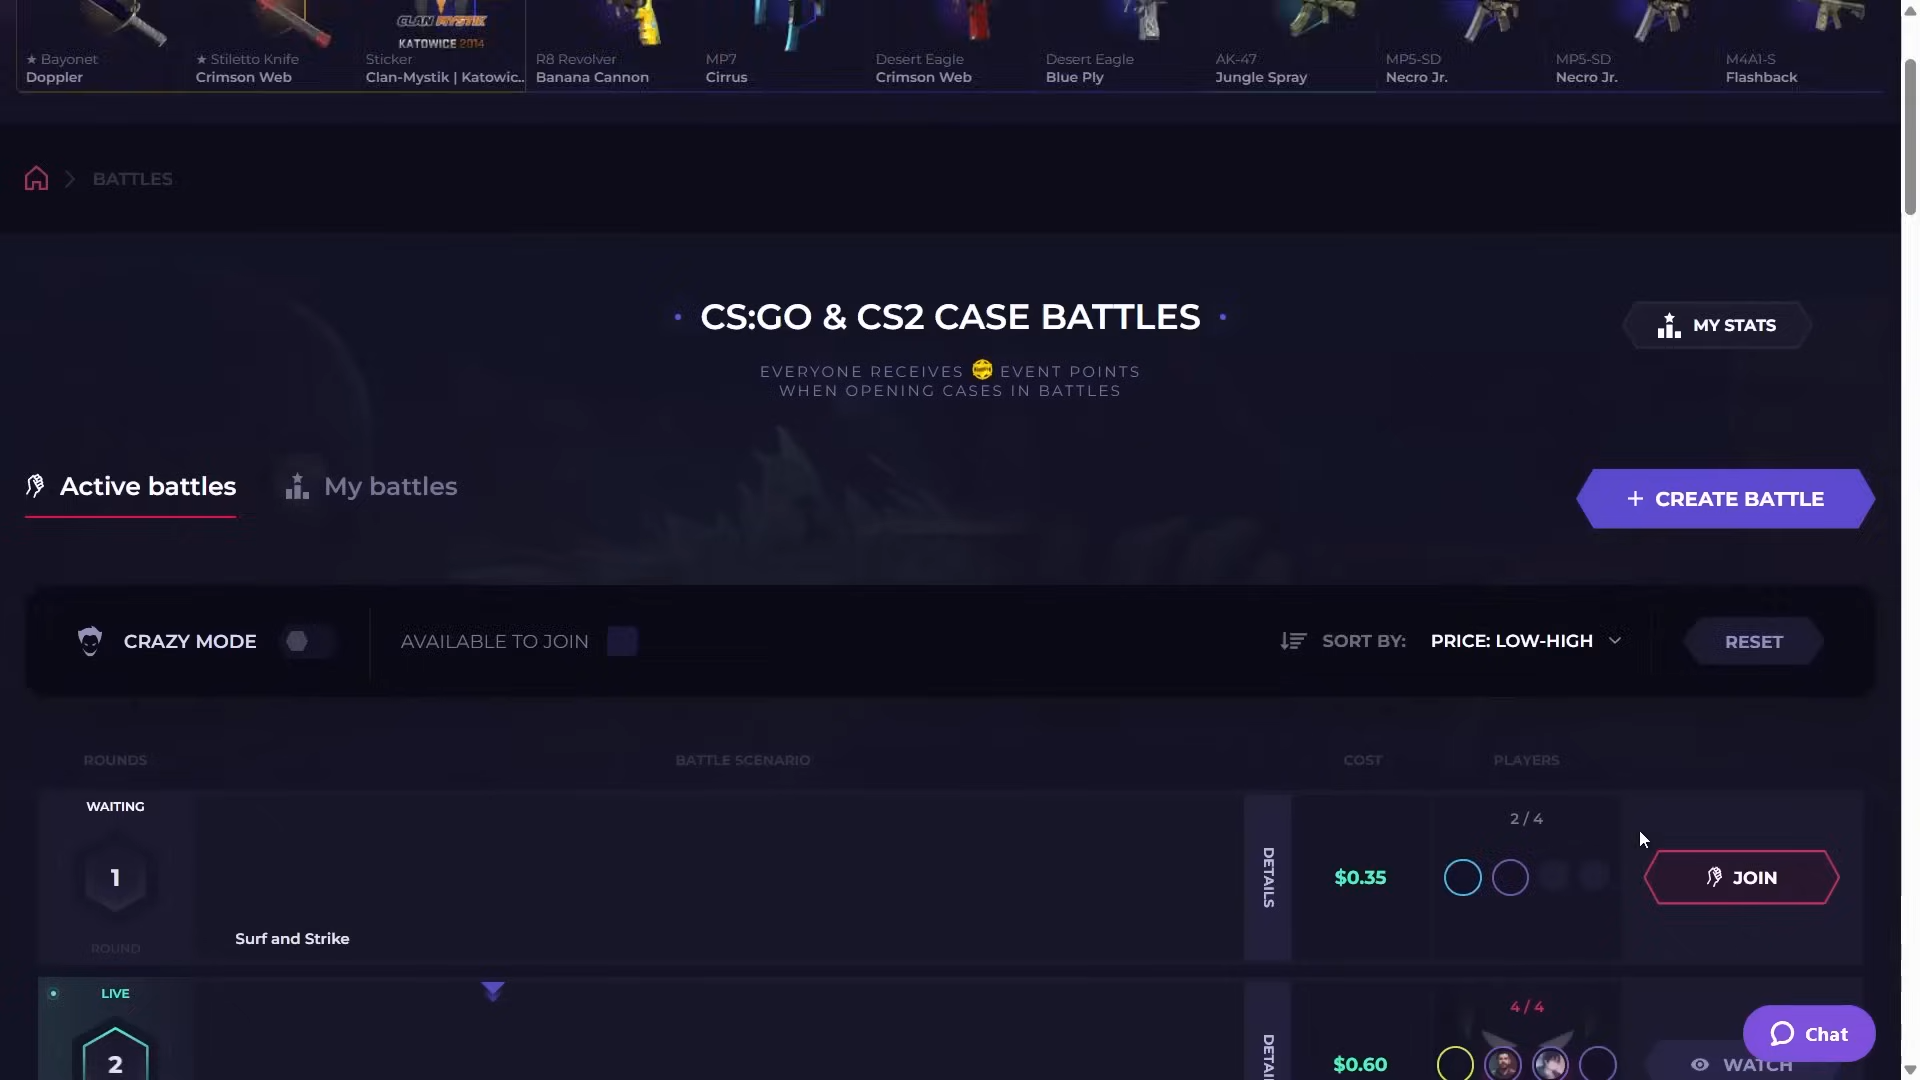 ★ Bayonet
Doppler
★ Stiletto Knife
Crimson Web
CLAN MYSTIK
KATOWICE 2014
Sticker
Clan-Mystik | Katowic...
R8 Revolver
Banana Cannon
MP7
Cirrus
Desert Eagle
Crimson Web
Desert Eagle
Blue Ply
AK-47
Jungle Spray
MP5-SD
Necro Jr.
MP5-SD
Necro Jr.
M4A1-S
Flashback
BATTLES
CS:GO & CS2 CASE BATTLES
EVERYONE RECEIVES EVENT POINTS
WHEN OPENING CASES IN BATTLES
MY STATS
Active battles
My battles
+ CREATE BATTLE
CRAZY MODE
AVAILABLE TO JOIN
SORT BY:
PRICE: LOW-HIGH
RESET
ROUNDS
BATTLE SCENARIO
COST
PLAYERS
WAITING
1
ROUND
Surf and Strike
DETAILS
$0.35
2 / 4
JOIN
LIVE
2
DETAI
$0.60
4 / 4
WATCH
Chat